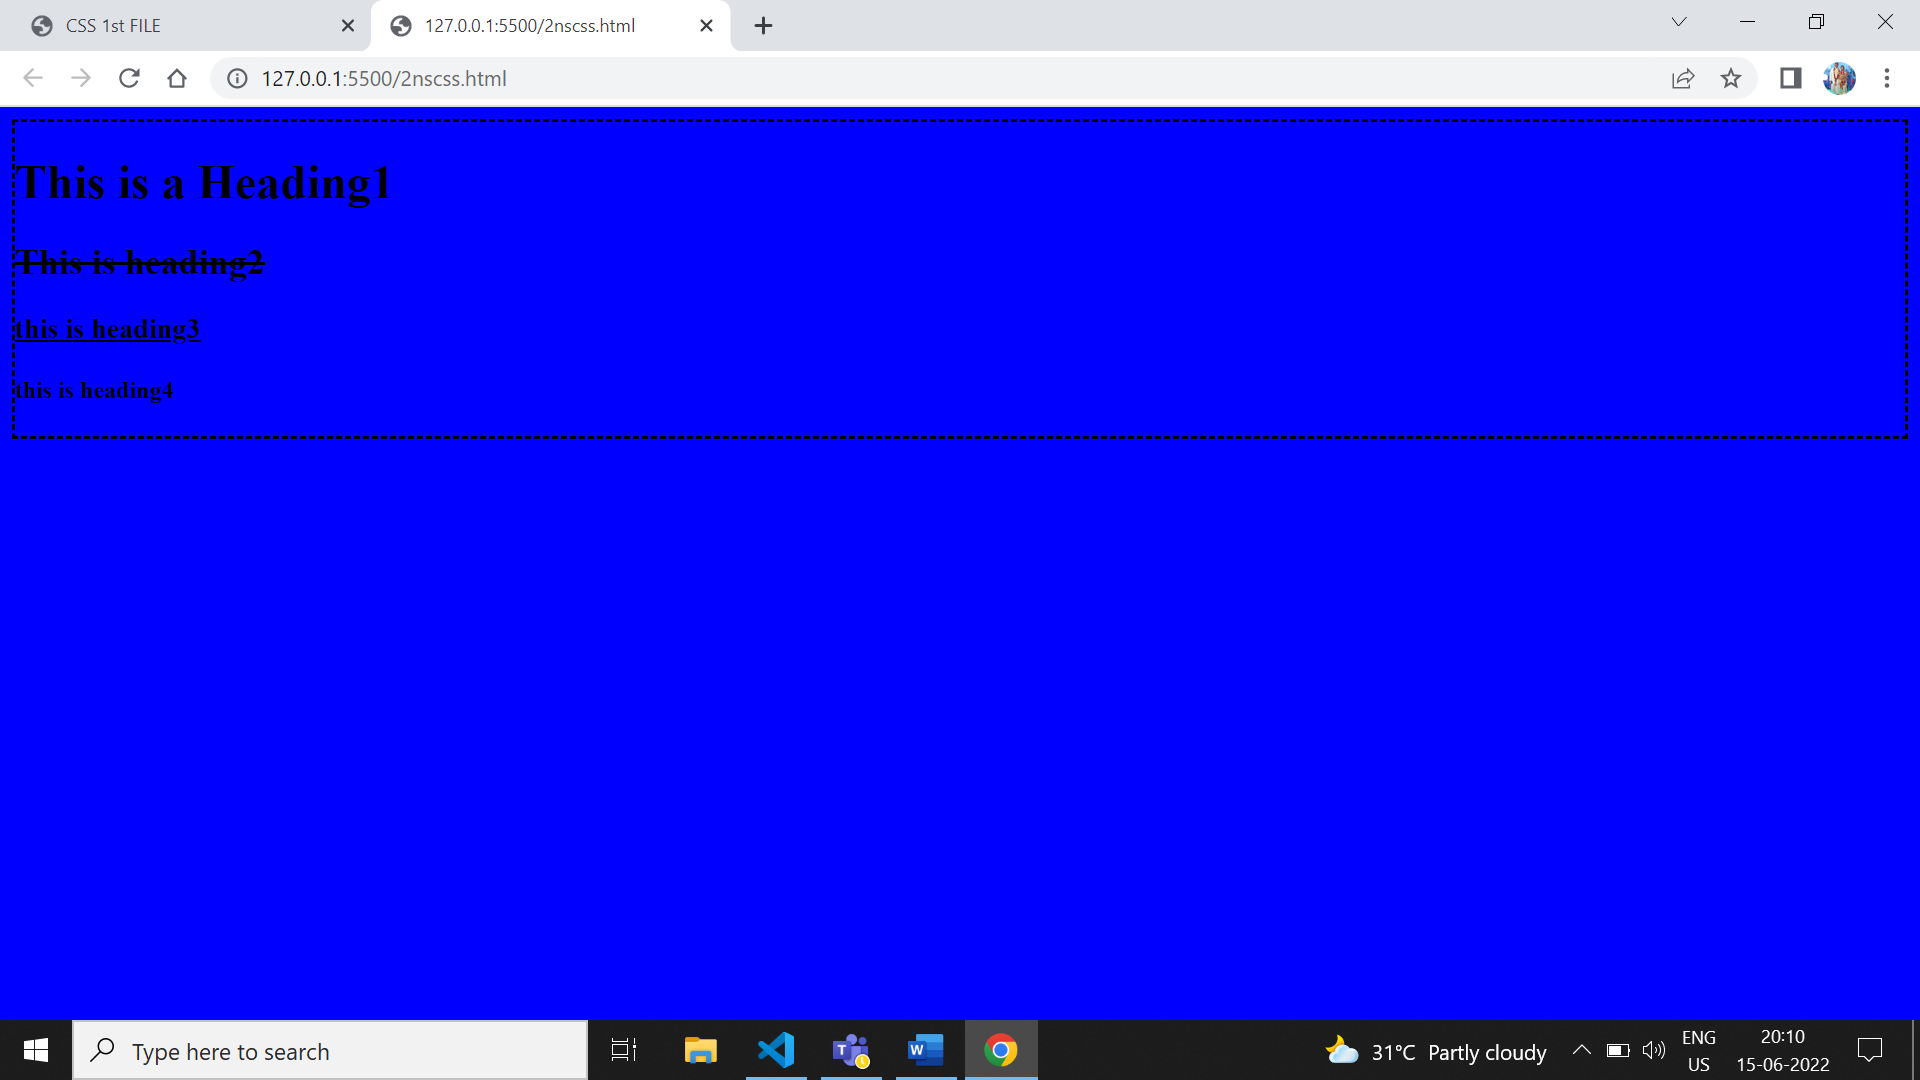 CSS 1st FILE
127.0.0.1:5500/2nscss.html
127.0.0.1:5500/2nscss.html
This is a Heading1
This is heading2
this is heading3
this is heading4
Type here to search
T
W
31°C Partly cloudy
ENG
US
20:10
15-06-2022